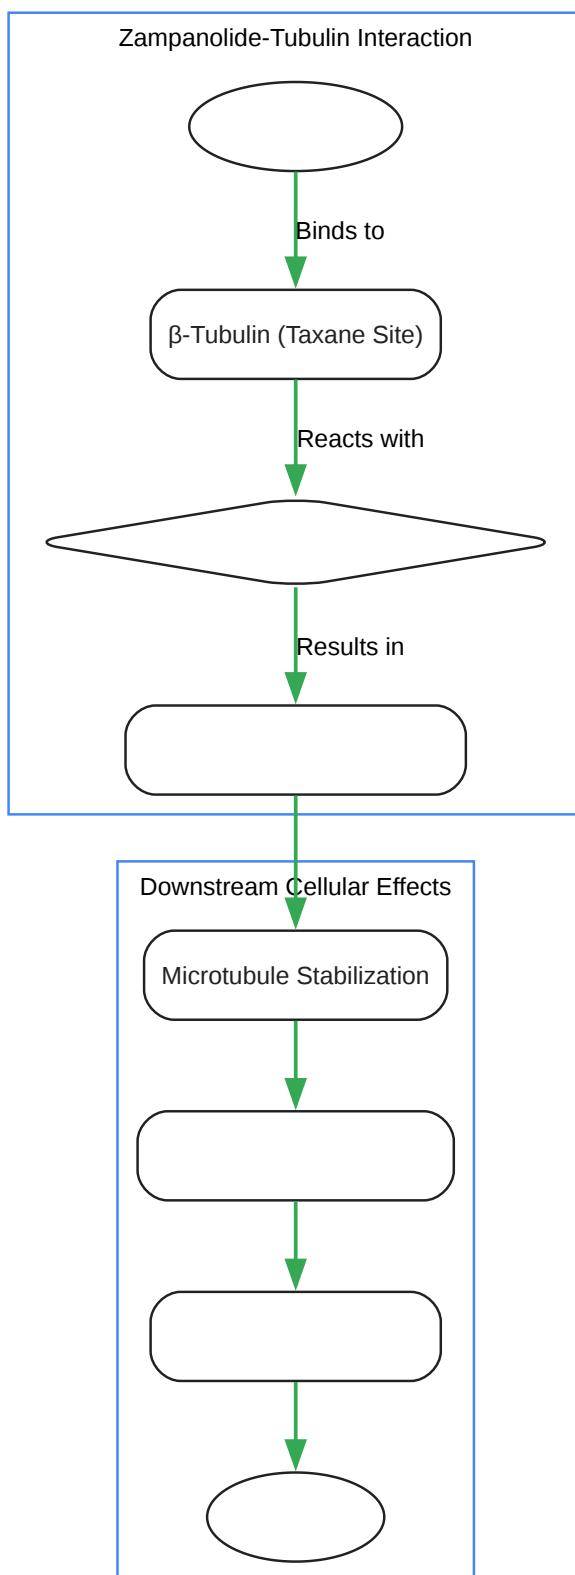 Zampanolide-Tubulin Interaction
Binds to
β-Tubulin (Taxane Site)
Reacts with
Results in
Downstream Cellular Effects
Microtubule Stabilization